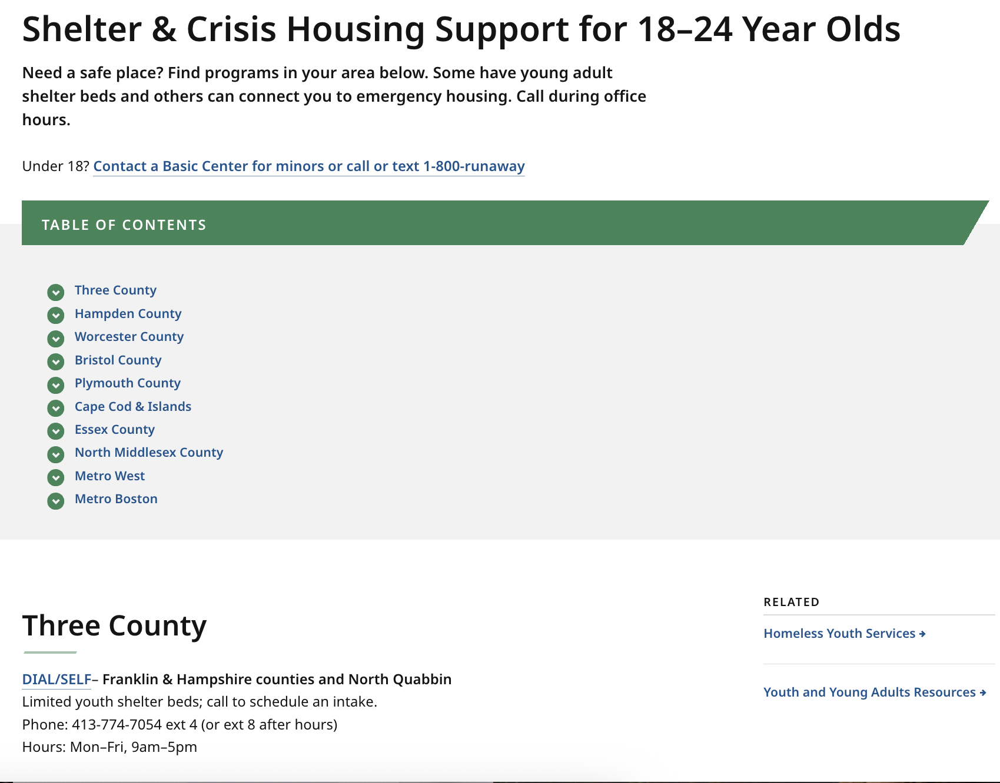 Shelter & Crisis Housing Support for 18–24 Year Olds
Need a safe place? Find programs in your area below. Some have young adult
shelter beds and others can connect you to emergency housing. Call during office
hours.
Under 18? Contact a Basic Center for minors or call or text 1-800-runaway
TABLE OF CONTENTS
Three County
Hampden County
Worcester County
Bristol County
Plymouth County
Cape Cod & Islands
Essex County
North Middlesex County
Metro West
Metro Boston
Three County
DIAL/SELF– Franklin & Hampshire counties and North Quabbin
Limited youth shelter beds; call to schedule an intake.
Phone: 413-774-7054 ext 4 (or ext 8 after hours)
Hours: Mon–Fri, 9am–5pm
RELATED
Homeless Youth Services
Youth and Young Adults Resources